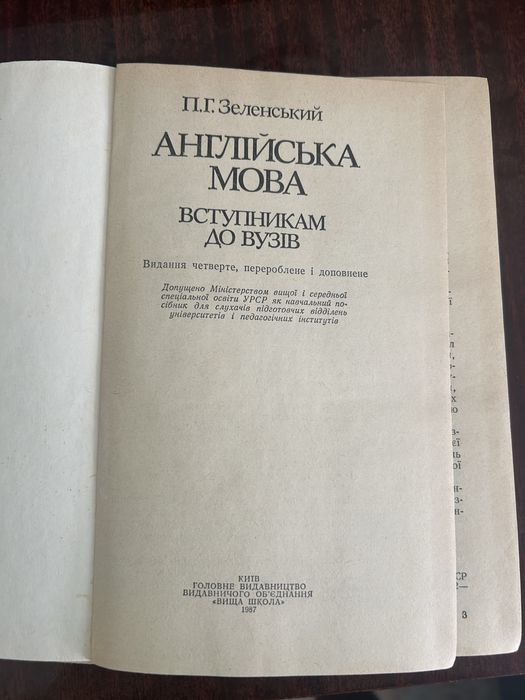 П.Г. Зеленський
АНГЛІЙСЬКА
МОВА
ВСТУПНИКАМ
ДО ВУЗІВ
Видання четверте, перероблене і доповнене
Допущено Міністерством вищої і середньої
спеціальної освіти УРСР як навчальний по-
сібник для слухачів підготовчих відділень
університетів і педагогічних інститутів
КИЇВ
ГОЛОВНЕ ВИДАВНИЦТВО
ВИДАВНИЧОГО ОБ'ЄДНАННЯ
«ВИЩА ШКОЛА»
1987
3